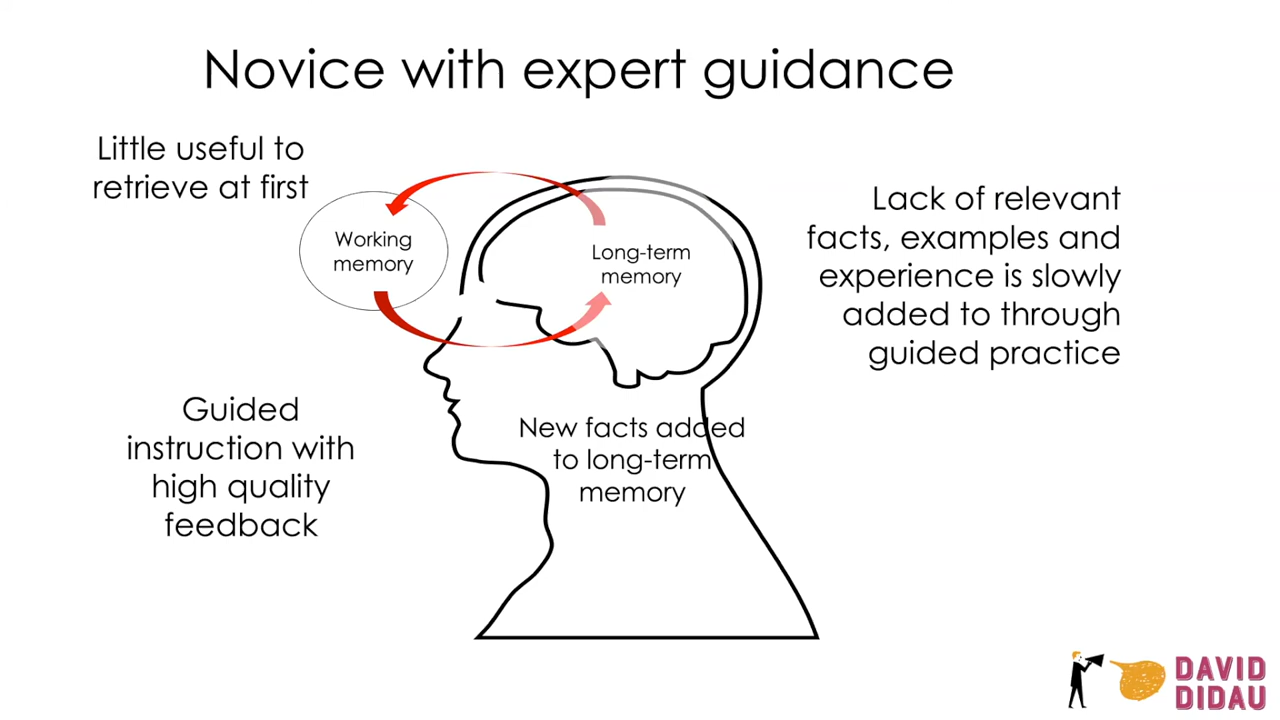 Novice with expert guidance
Little useful to
retrieve at first
Working
memory
Long-term
memory
Lack of relevant
facts, examples and
experience is slowly
added to through
guided practice
Guided
instruction with
high quality
feedback
New facts added
to long-term
memory
DAVID
DIDAU